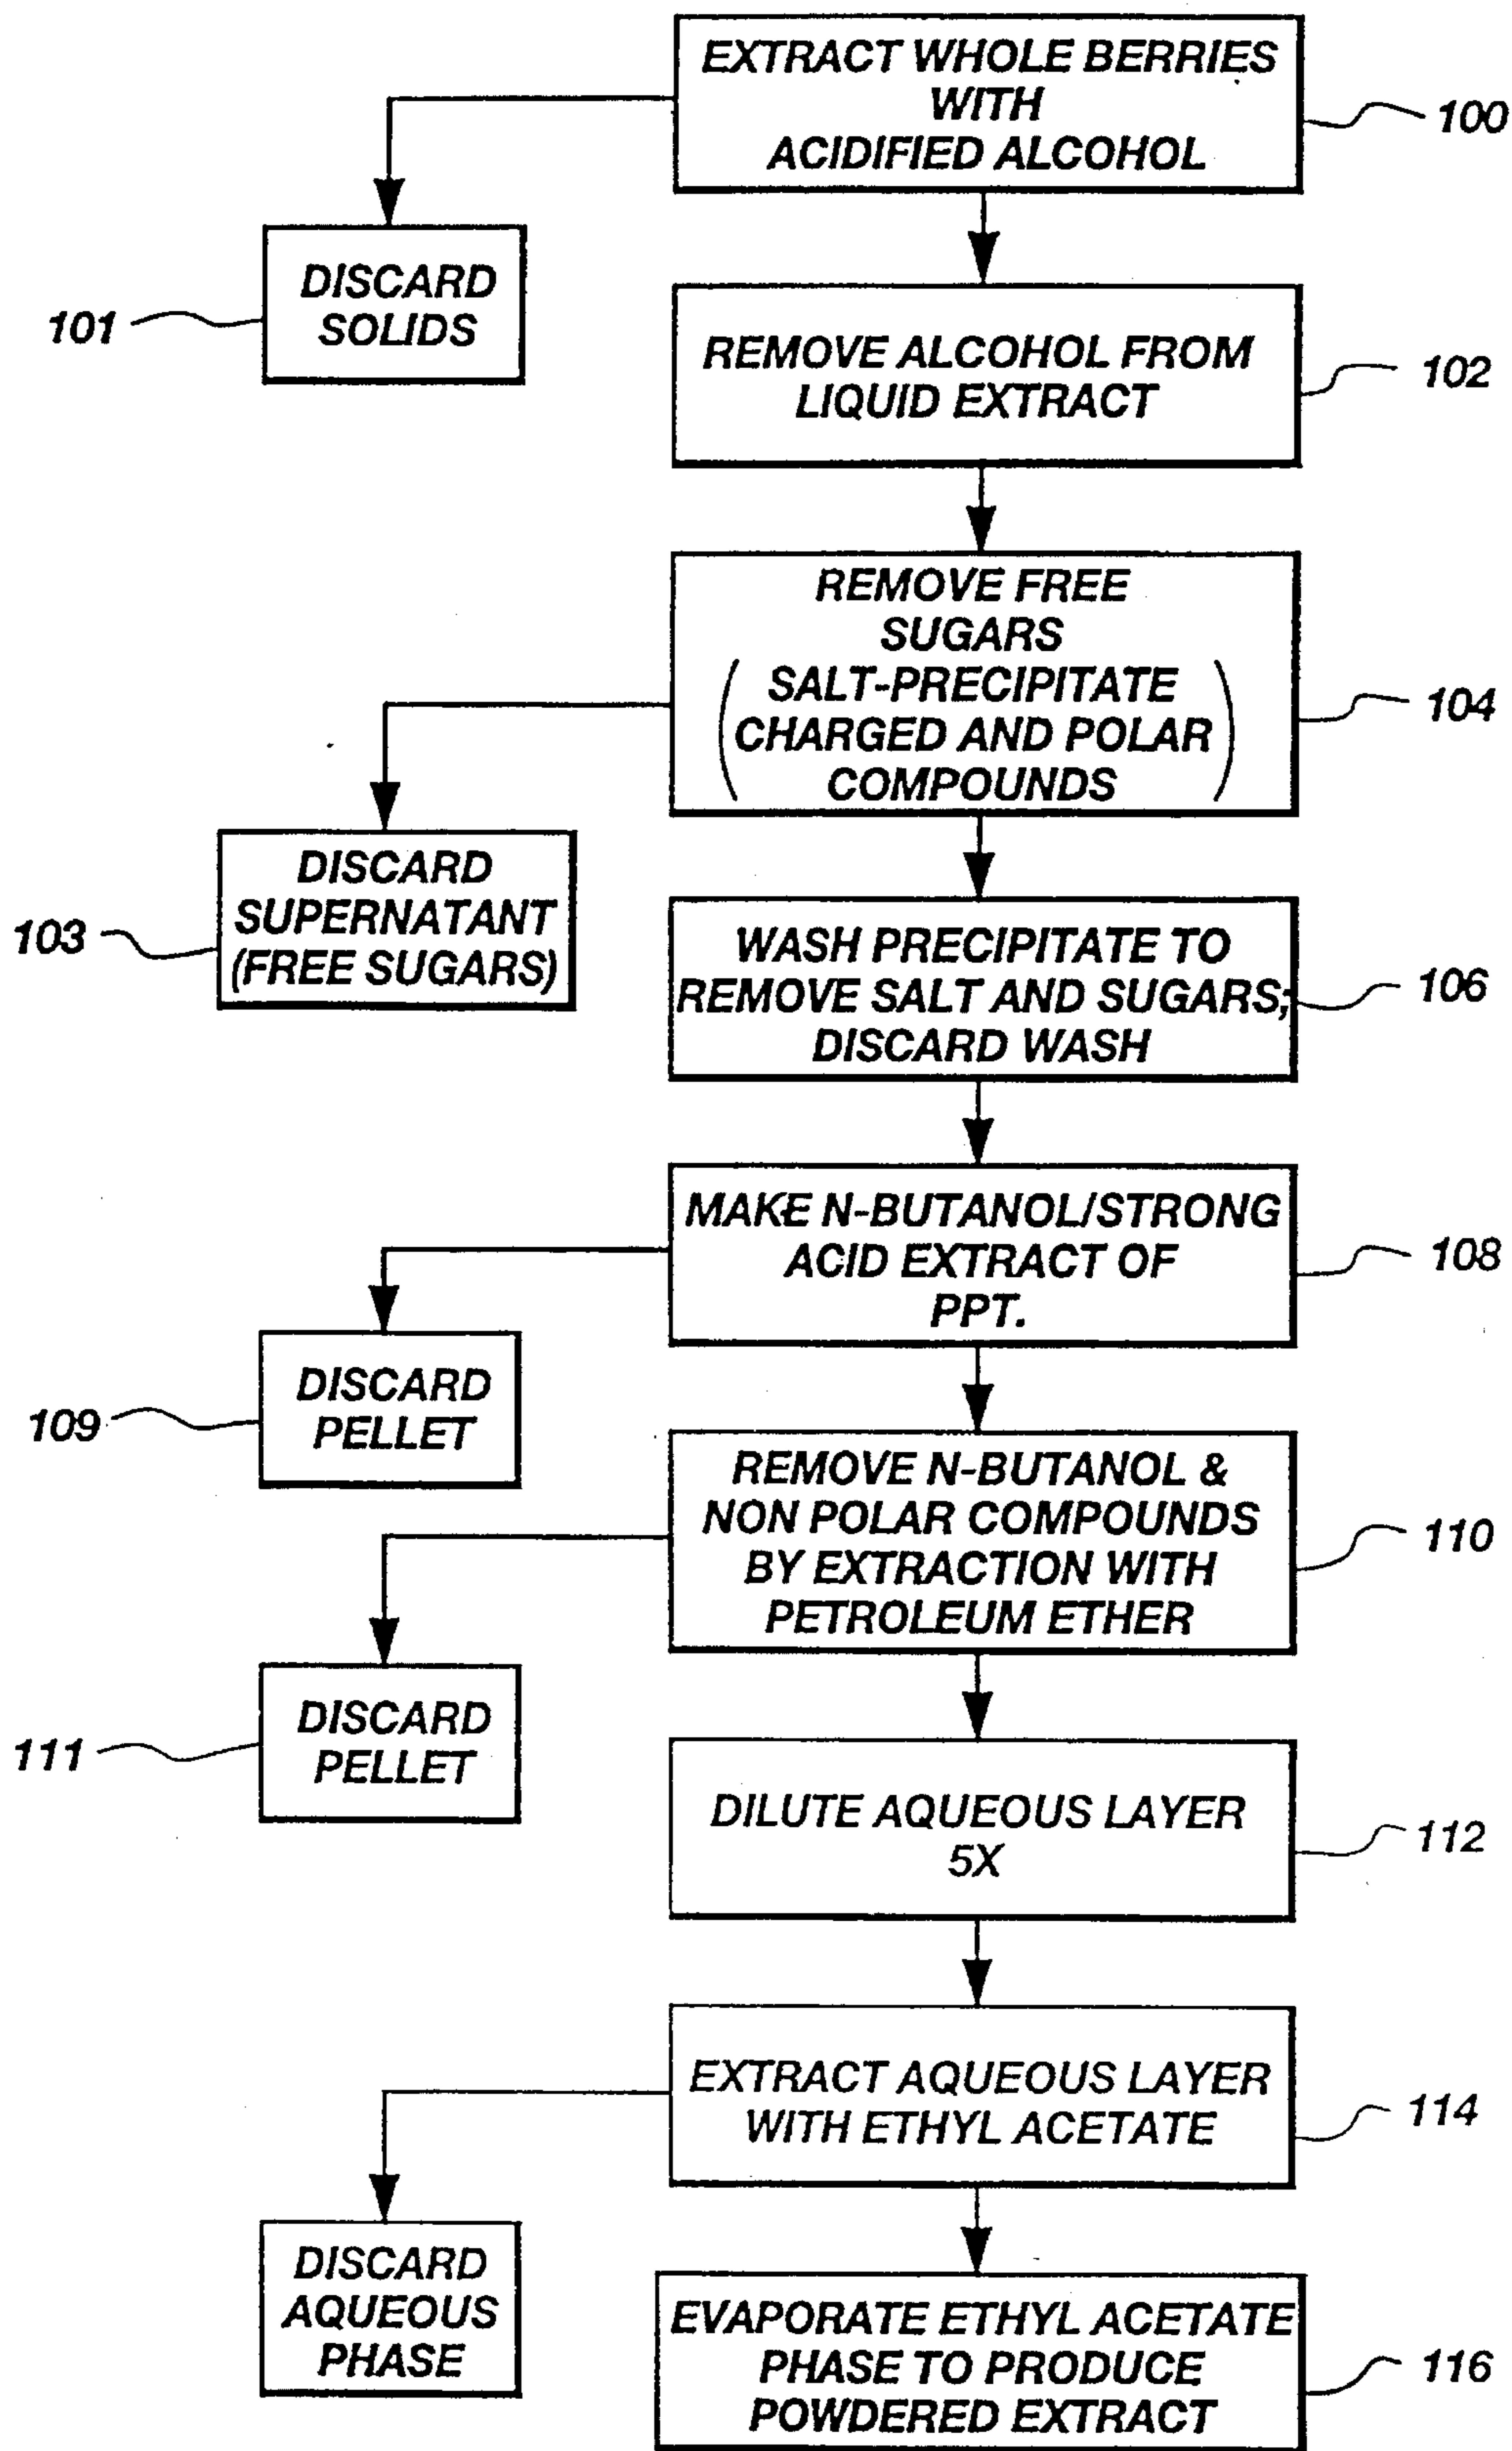 EXTRACT WHOLE BERRIES
WITH
ACIDIFIED ALCOHOL
100
DISCARD
SOLIDS
101
REMOVE ALCOHOL FROM
LIQUID EXTRACT
102
REMOVE FREE
SUGARS
(SALT-PRECIPITATE
CHARGED AND POLAR
COMPOUNDS)
104
DISCARD
SUPERNATANT
(FREE SUGARS)
103
WASH PRECIPITATE TO
REMOVE SALT AND SUGARS;
DISCARD WASH
106
MAKE N-BUTANOL/STRONG
ACID EXTRACT OF
PPT.
108
DISCARD
PELLET
109
REMOVE N-BUTANOL &
NON POLAR COMPOUNDS
BY EXTRACTION WITH
PETROLEUM ETHER
110
DISCARD
PELLET
111
DILUTE AQUEOUS LAYER
5X
112
EXTRACT AQUEOUS LAYER
WITH ETHYL ACETATE
114
DISCARD
AQUEOUS
PHASE
EVAPORATE ETHYL ACETATE
PHASE TO PRODUCE
POWDERED EXTRACT
116